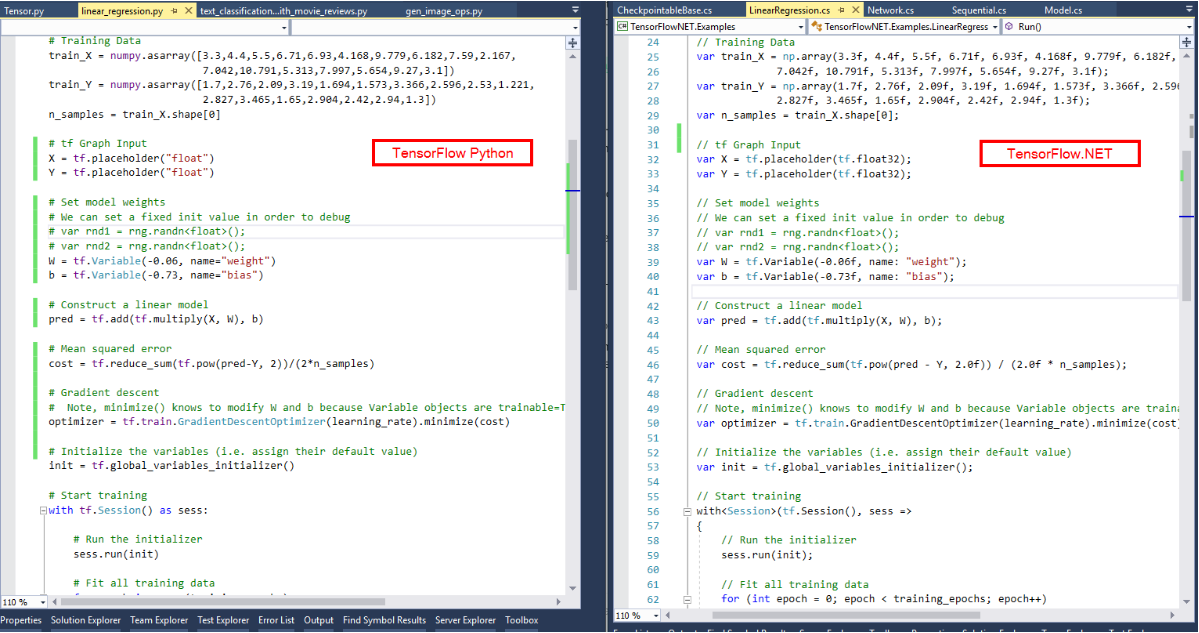 Tensor.py linear_regression.py text_classification...ith_movie_reviews.py gen_image_ops.py
# Training Data
train_X = numpy.asarray([3.3,4.4,5.5,6.71,6.93,4.168,9.779,6.182,7.59,2.167,
7.042,10.791,5.313,7.997,5.654,9.27,3.1])
train_Y = numpy.asarray([1.7,2.76,2.09,3.19,1.694,1.573,3.366,2.596,2.53,1.221,
2.827,3.465,1.65,2.904,2.42,2.94,1.3])
n_samples = train_X.shape[0]
# tf Graph Input
X = tf.placeholder("float")
Y = tf.placeholder("float")
TensorFlow Python
# Set model weights
# We can set a fixed init value in order to debug
# var rnd1 = rng.randn<float>();
# var rnd2 = rng.randn<float>();
W = tf.Variable(-0.06, name="weight")
b = tf.Variable(-0.73, name="bias")
# Construct a linear model
pred = tf.add(tf.multiply(X, W), b)
# Mean squared error
cost = tf.reduce_sum(tf.pow(pred-Y, 2))/(2*n_samples)
# Gradient descent
#  Note, minimize() knows to modify W and b because Variable objects are trainable=T
optimizer = tf.train.GradientDescentOptimizer(learning_rate).minimize(cost)
# Initialize the variables (i.e. assign their default value)
init = tf.global_variables_initializer()
# Start training
with tf.Session() as sess:
# Run the initializer
sess.run(init)
# Fit all training data
110 %
Properties Solution Explorer Team Explorer Test Explorer Error List Output Find Symbol Results Server Explorer Toolbox
CheckpointableBase.cs LinearRegression.cs Network.cs Sequential.cs Model.cs
C# TensorFlowNET.Examples TensorFlowNET.Examples.LinearRegress Run()
24 // Training Data
25 var train_X = np.array(3.3f, 4.4f, 5.5f, 6.71f, 6.93f, 4.168f, 9.779f, 6.182f,
26 7.042f, 10.791f, 5.313f, 7.997f, 5.654f, 9.27f, 3.1f);
27 var train_Y = np.array(1.7f, 2.76f, 2.09f, 3.19f, 1.694f, 1.573f, 3.366f, 2.596
28 2.827f, 3.465f, 1.65f, 2.904f, 2.42f, 2.94f, 1.3f);
29 var n_samples = train_X.shape[0];
30
31 // tf Graph Input
32 var X = tf.placeholder(tf.float32);
33 var Y = tf.placeholder(tf.float32);
TensorFlow.NET
34
35 // Set model weights
36 // We can set a fixed init value in order to debug
37 // var rnd1 = rng.randn<float>();
38 // var rnd2 = rng.randn<float>();
39 var W = tf.Variable(-0.06f, name: "weight");
40 var b = tf.Variable(-0.73f, name: "bias");
41
42 // Construct a linear model
43 var pred = tf.add(tf.multiply(X, W), b);
44
45 // Mean squared error
46 var cost = tf.reduce_sum(tf.pow(pred - Y, 2.0f)) / (2.0f * n_samples);
47
48 // Gradient descent
49 // Note, minimize() knows to modify W and b because Variable objects are traina
50 var optimizer = tf.train.GradientDescentOptimizer(learning_rate).minimize(cost
51
52 // Initialize the variables (i.e. assign their default value)
53 var init = tf.global_variables_initializer();
54
55 // Start training
56 with<Session>(tf.Session(), sess =>
57 {
58 // Run the initializer
59 sess.run(init);
60
61 // Fit all training data
62 for (int epoch = 0; epoch < training_epochs; epoch++)
110 %